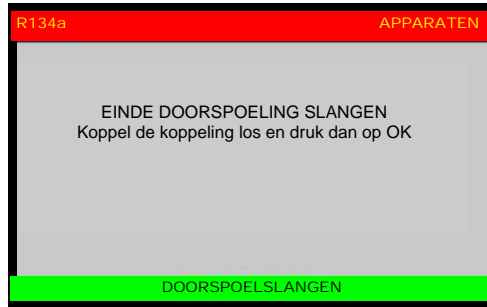 R134a APPARATEN
EINDE DOORSPOELING SLANGEN
Koppel de koppeling los en druk dan op OK
DOORSPOELSLANGEN